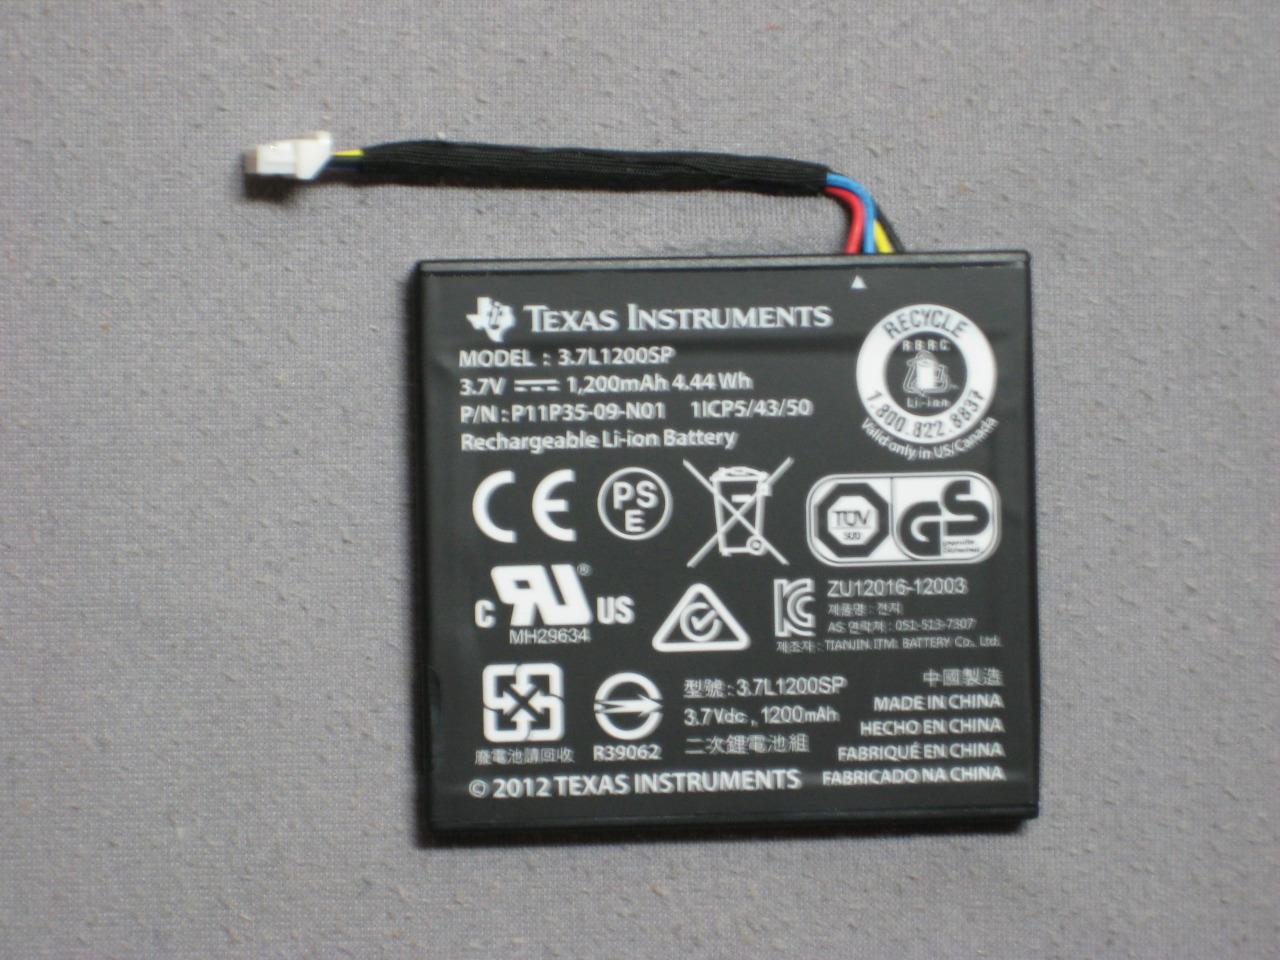 TEXAS INSTRUMENTS
MODEL : 3.7L1200SP
3.7V 1,200mAh 4.44 Wh
P/N : P11P35-09-N01 1ICP5/43/50
Rechargeable Li-ion Battery
RECYCLE
RBRC
Li-ion
1.800.822.8837
Valid only in US/Canada
CE
PS
E
TÜV
SÜD
GS
geprüfte
Sicherheit
C RU® US
MH29634
KC
ZU12016-12003
제품명 : 전지
AS 연락처 : 051-513-7307
제조자 : TIANJIN ITM BATTERY Co., Ltd.
廢電池請回收
R39062
型號 : 3.7L1200SP
3.7Vdc , 1200mAh
二次鋰電池組
中國製造
MADE IN CHINA
HECHO EN CHINA
FABRIQUÉ EN CHINA
FABRICADO NA CHINA
© 2012 TEXAS INSTRUMENTS